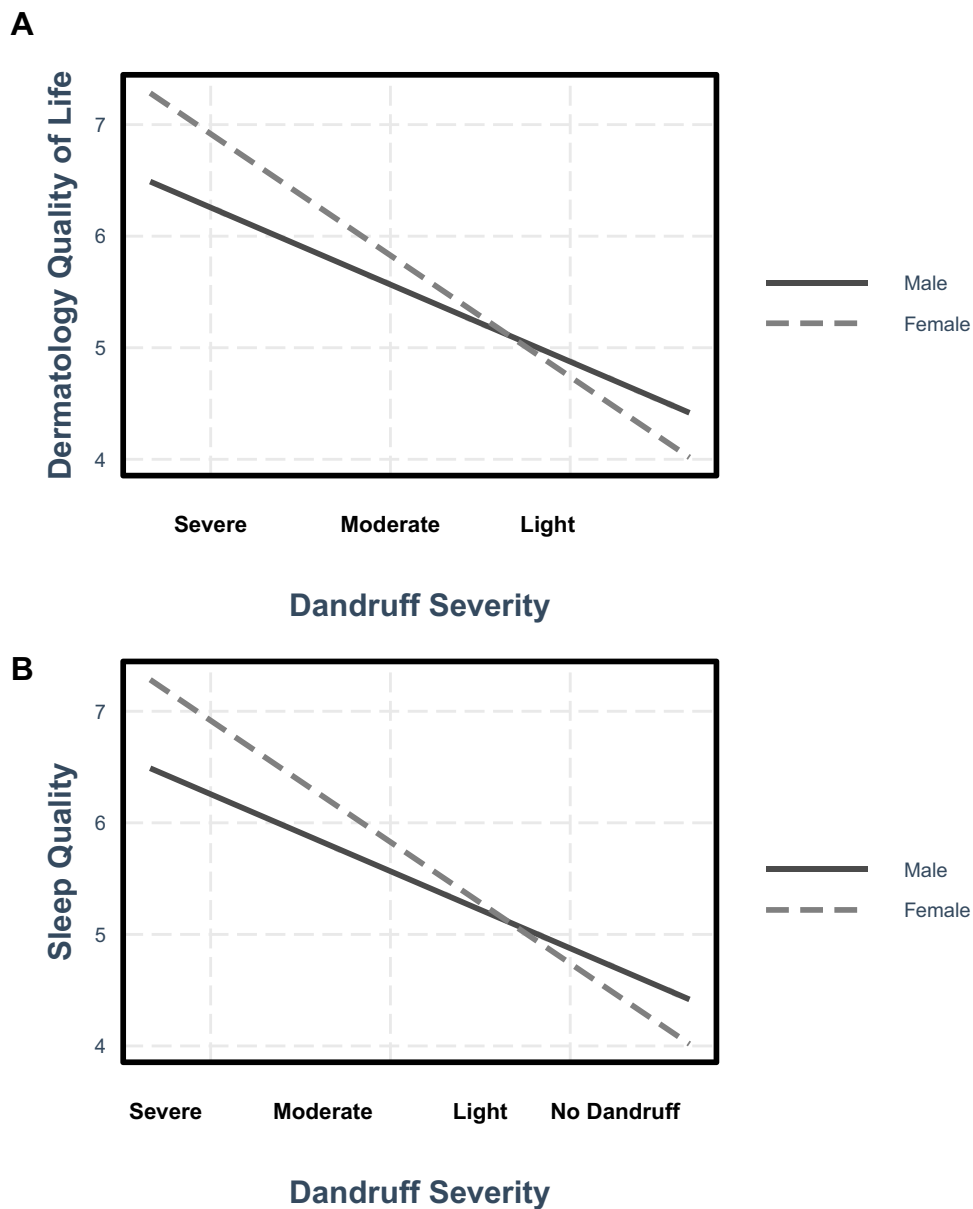 A
Dermatology Quality of Life
7
6
5
4
Male
Female
Severe Moderate Light
Dandruff Severity
B
Sleep Quality
7
6
5
4
Male
Female
Severe Moderate Light No Dandruff
Dandruff Severity